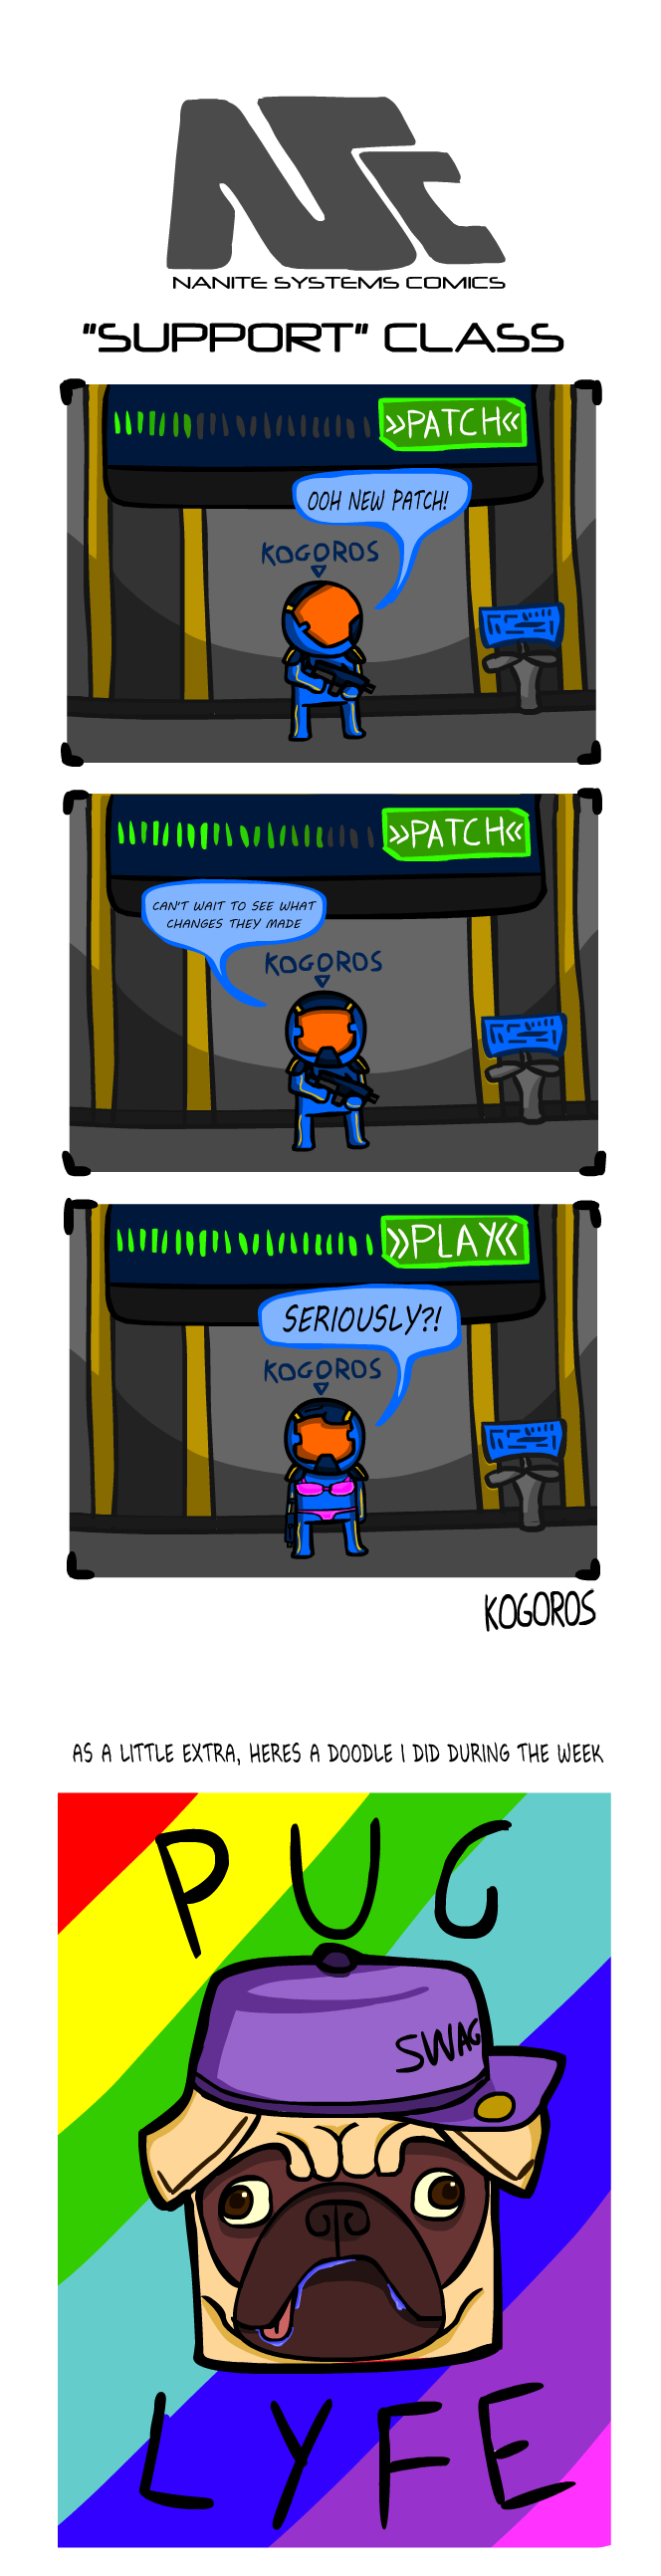 NSC
NANITE SYSTEMS COMICS
"SUPPORT" CLASS
»PATCH«
OOH NEW PATCH!
KOGOROS
»PATCH«
CAN'T WAIT TO SEE WHAT
CHANGES THEY MADE
KOGOROS
»PLAY«
SERIOUSLY?!
KOGOROS
KOGOROS
AS A LITTLE EXTRA, HERES A DOODLE I DID DURING THE WEEK
PUG
SWAG
LYFE